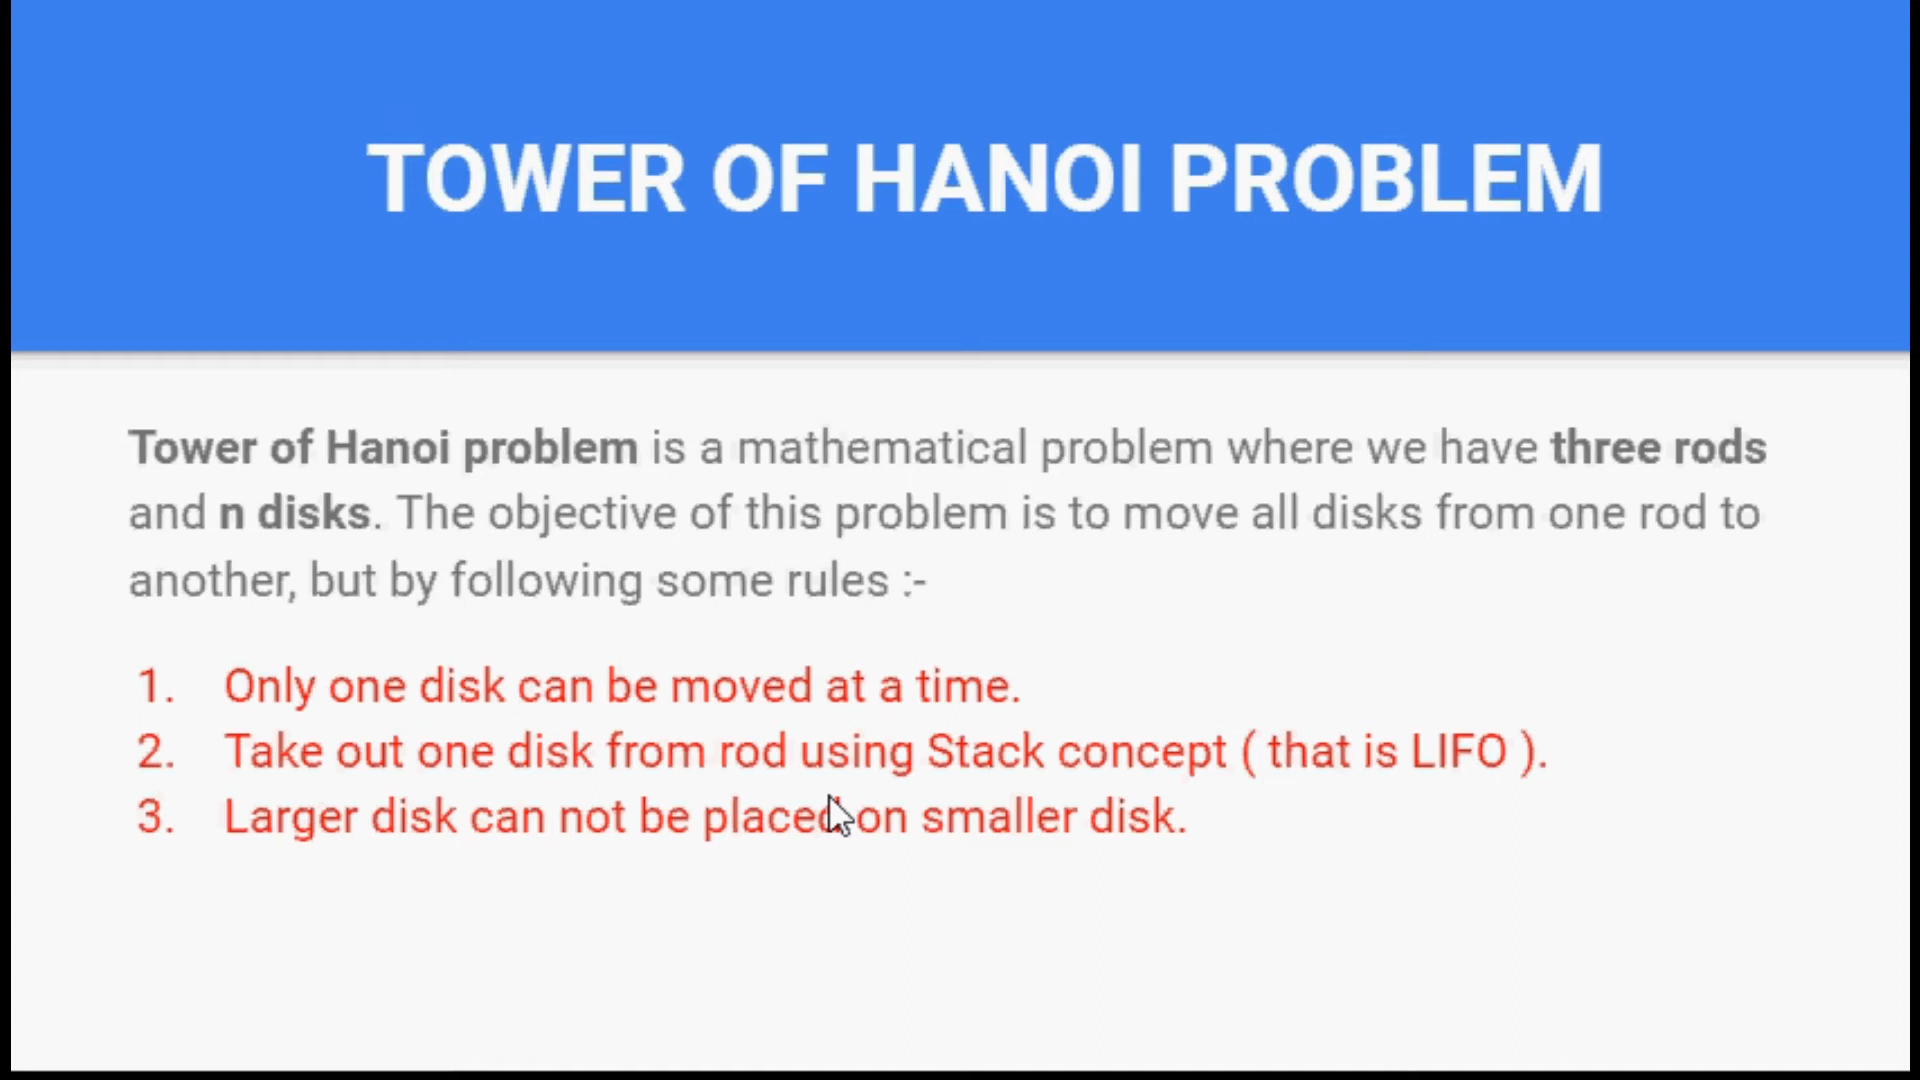 TOWER OF HANOI PROBLEM
Tower of Hanoi problem is a mathematical problem where we have three rods
and n disks. The objective of this problem is to move all disks from one rod to
another, but by following some rules :-
1. Only one disk can be moved at a time.
2. Take out one disk from rod using Stack concept ( that is LIFO ).
3. Larger disk can not be placed on smaller disk.